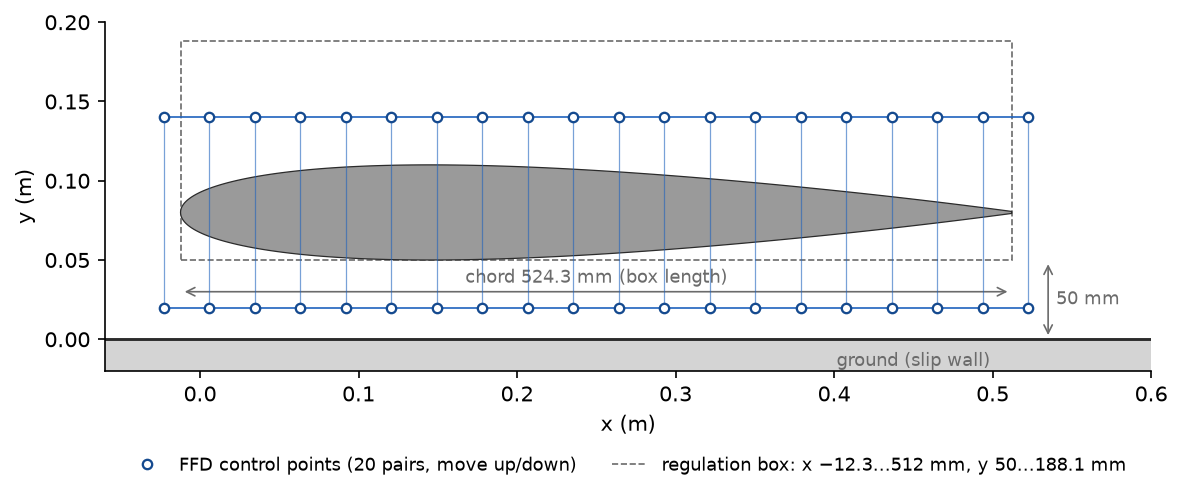 0.20
0.15
0.10
0.05
0.00
y (m)
chord 524.3 mm (box length)
50 mm
ground (slip wall)
0.0 0.1 0.2 0.3 0.4 0.5 0.6
x (m)
FFD control points (20 pairs, move up/down) regulation box: x −12.3...512 mm, y 50...188.1 mm